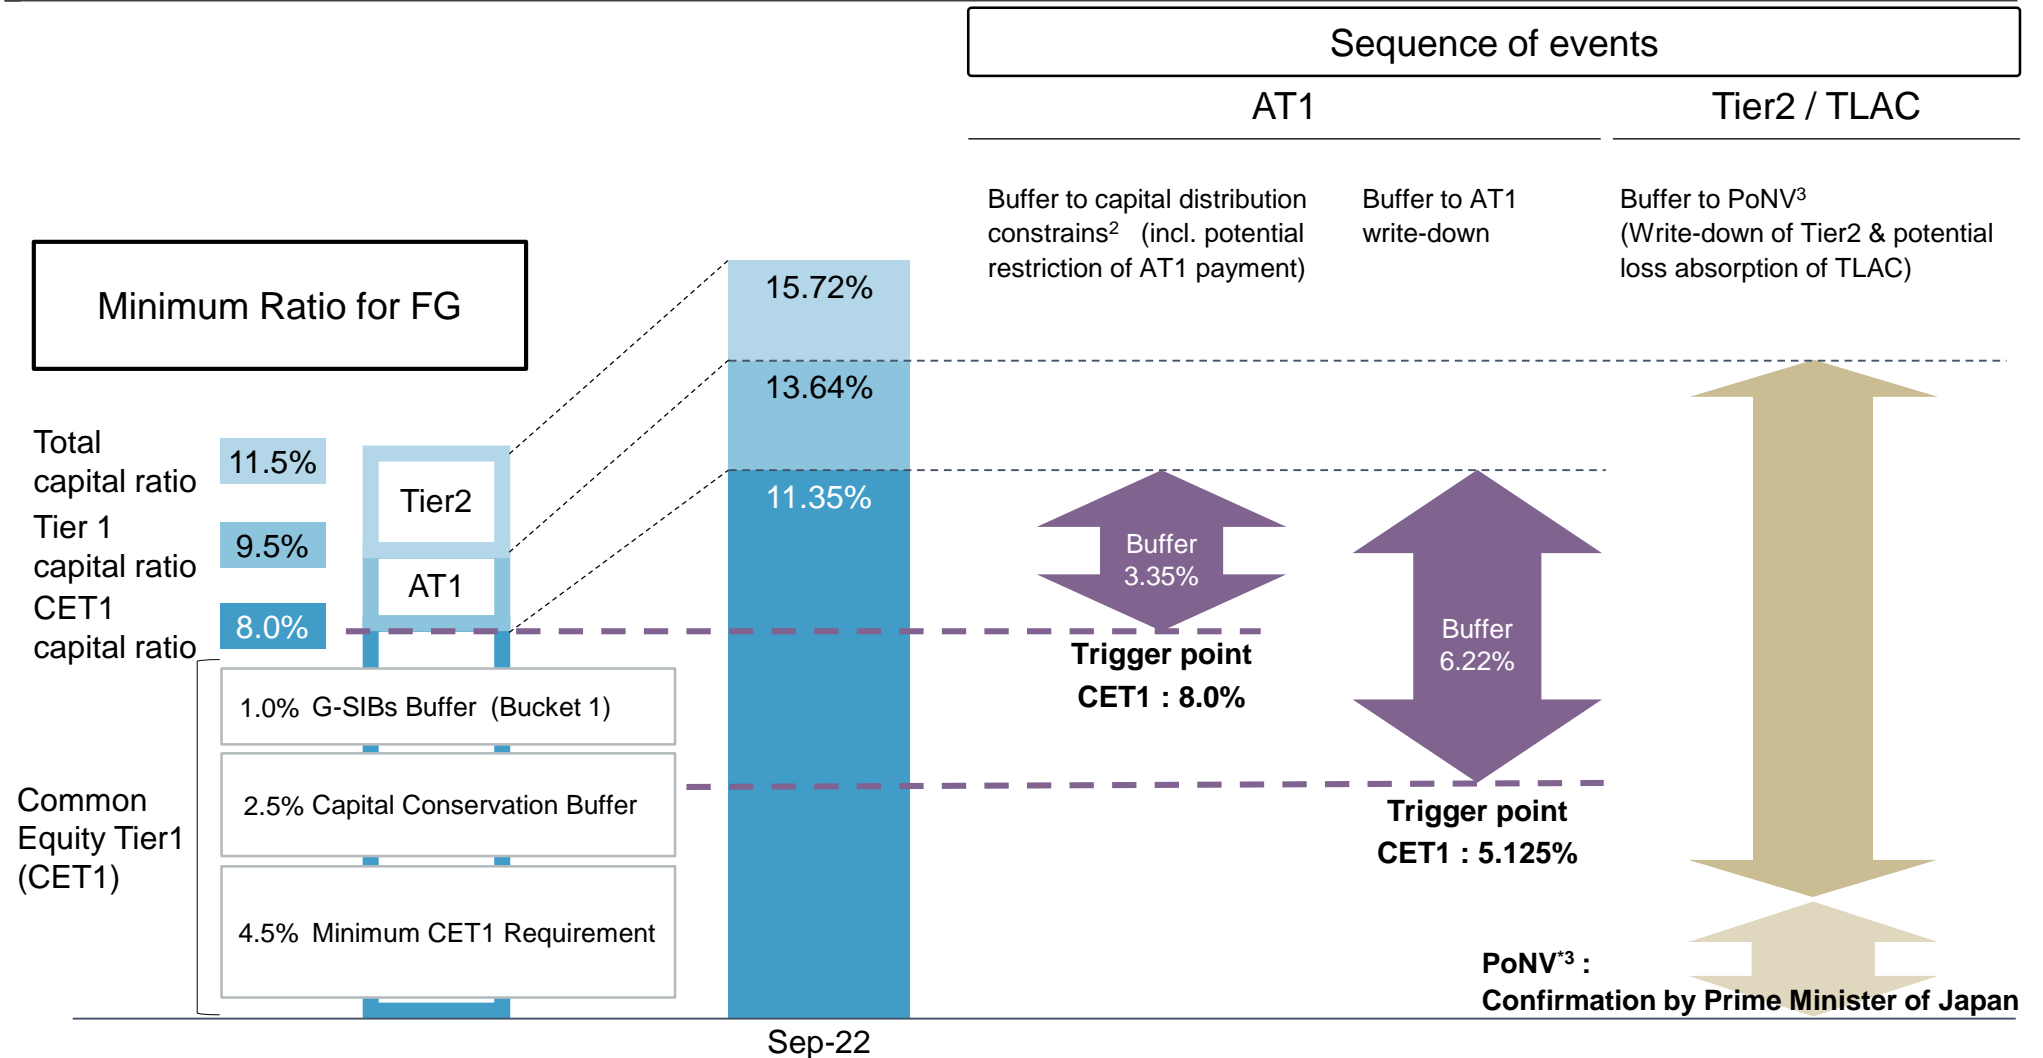 Sequence of events
AT1
Tier2 / TLAC
Buffer to capital distribution
constrains2 (incl. potential
restriction of AT1 payment)
Buffer to AT1
write-down
Buffer to PoNV3
(Write-down of Tier2 & potential
loss absorption of TLAC)
Minimum Ratio for FG
Total
capital ratio
11.5%
Tier 1
capital ratio
9.5%
CET1
capital ratio
8.0%
Tier2
AT1
1.0% G-SIBs Buffer (Bucket 1)
2.5% Capital Conservation Buffer
4.5% Minimum CET1 Requirement
Common
Equity Tier1
(CET1)
15.72%
13.64%
11.35%
Sep-22
Buffer
3.35%
Trigger point
CET1 : 8.0%
Buffer
6.22%
Trigger point
CET1 : 5.125%
PoNV*3 :
Confirmation by Prime Minister of Japan